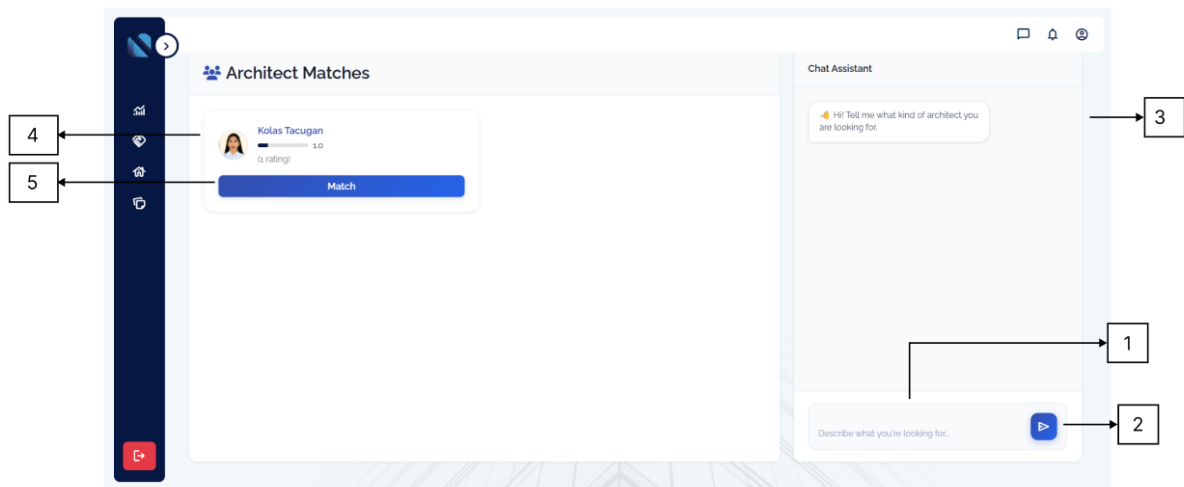 Architect Matches
Chat Assistant
Hi! Tell me what kind of architect you
are looking for.
3
4
Kolas Tacugan
1.0
(1 rating)
5
Match
1
2
Describe what you're looking for...